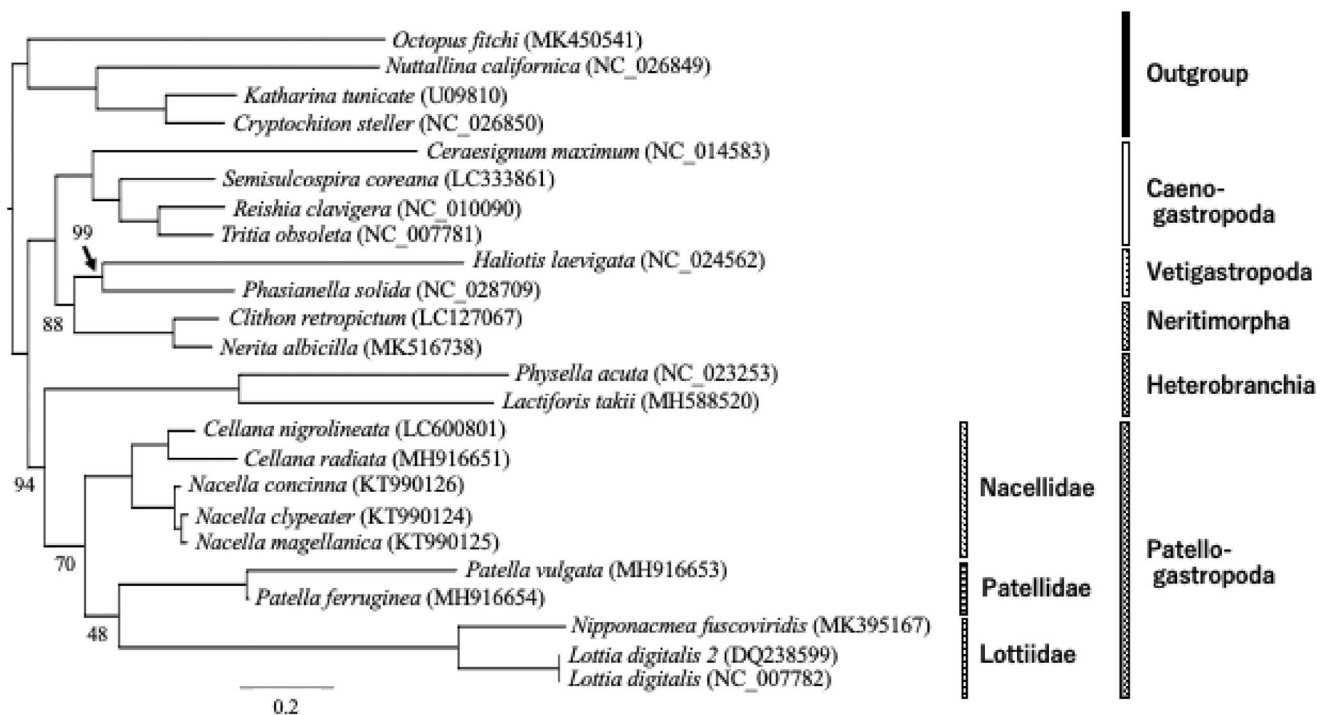 Octopus fitchi (MK450541)
Nuttallina californica (NC_026849)
Katharina tunicate (U09810)
Cryptochiton steller (NC_026850)
Outgroup
Ceraesignum maximum (NC_014583)
Semisulcospira coreana (LC333861)
Reishia clavigera (NC_010090)
Tritia obsoleta (NC_007781)
Caeno-
gastropoda
99
Haliotis laevigata (NC_024562)
Phasianella solida (NC_028709)
Vetigastropoda
88
Clithon retropictum (LC127067)
Nerita albicilla (MK516738)
Neritimorpha
Physella acuta (NC_023253)
Lactiforis takii (MH588520)
Heterobranchia
94
Cellana nigrolineata (LC600801)
Cellana radiata (MH916651)
Nacella concinna (KT990126)
Nacella clypeater (KT990124)
Nacella magellanica (KT990125)
Nacellidae
70
Patella vulgata (MH916653)
Patella ferruginea (MH916654)
Patellidae
Patello-
gastropoda
48
Nipponacmea fuscoviridis (MK395167)
Lottia digitalis 2 (DQ238599)
Lottia digitalis (NC_007782)
Lottiidae
0.2